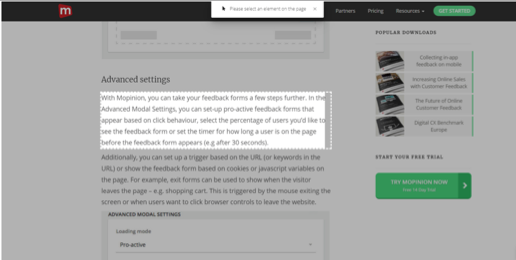 m
Please select an element on the page ×
Partners Pricing Resources GET STARTED
Advanced settings
With Mopinion, you can take your feedback forms a few steps further. In the
Advanced Modal Settings, you can set-up pro-active feedback forms that
appear based on click behaviour, select the percentage of users you'd like to
see the feedback form or set the timer for how long a user is on the page
before the feedback form appears (e.g after 30 seconds).
Additionally, you can set up a trigger based on the URL (or keywords in the
URL) or show the feedback form based on cookies or javascript variables on
the page. For example, exit forms can be used to show when the visitor
leaves the page – e.g. shopping cart. This is triggered by the mouse exiting the
screen or when users want to click browser controls to leave the website.
ADVANCED MODAL SETTINGS
Loading mode
Pro-active
POPULAR DOWNLOADS
Collecting in-app
feedback on mobile
Increasing Online Sales
with Customer Feedback
The Future of Online
Customer Feedback
Digital CX Benchmark
Europe
START YOUR FREE TRIAL
TRY MOPINION NOW